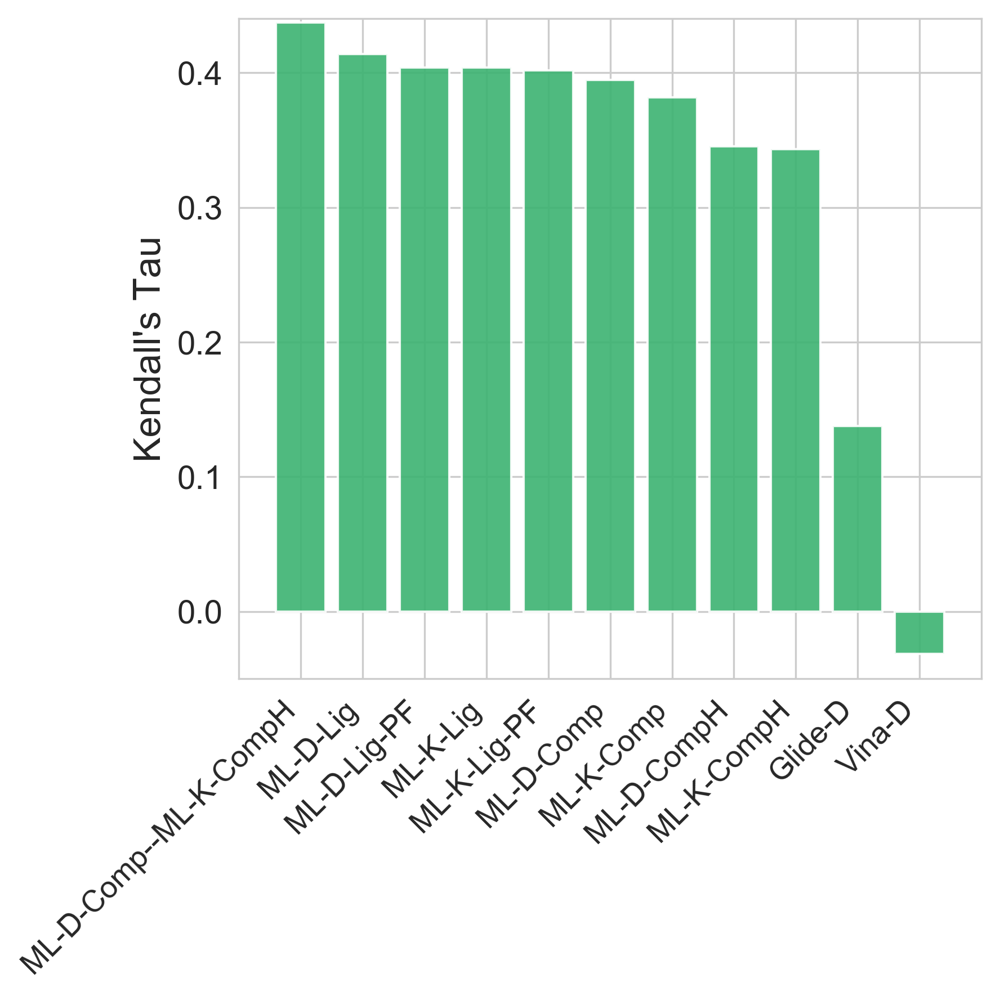 Kendall's Tau
0.4
0.3
0.2
0.1
0.0
ML-D-Comp--ML-K-CompH
ML-D-Lig
ML-D-Lig-PF
ML-K-Lig
ML-K-Lig-PF
ML-D-Comp
ML-K-Comp
ML-D-CompH
ML-K-CompH
Glide-D
Vina-D